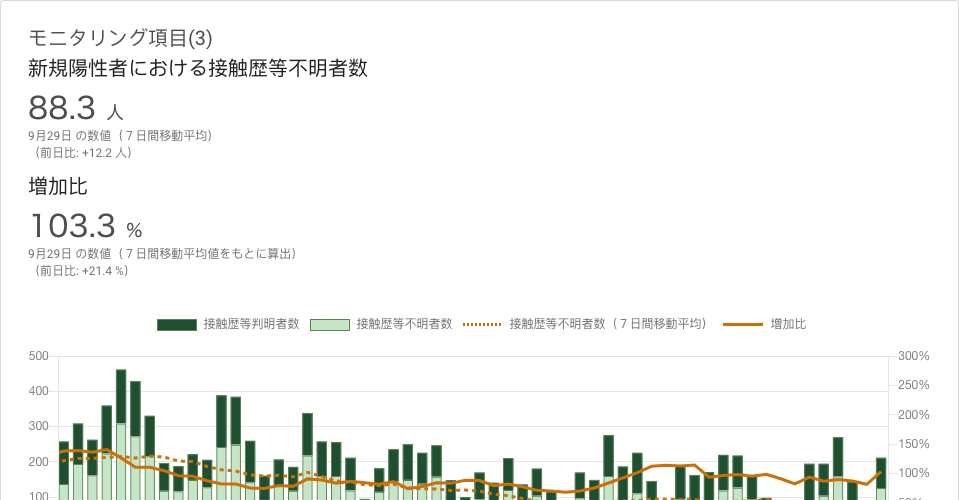 モニタリング項目(3)
新規陽性者における接触歴等不明者数
88.3 人
9月29日 の数値（７日間移動平均）
（前日比: +12.2 人）
増加比
103.3 %
9月29日 の数値（７日間移動平均値をもとに算出）
（前日比: +21.4 %）
接触歴等判明者数 接触歴等不明者数 接触歴等不明者数（７日間移動平均） 増加比
500 300%
250%
400
200%
300
150%
200
100%
100